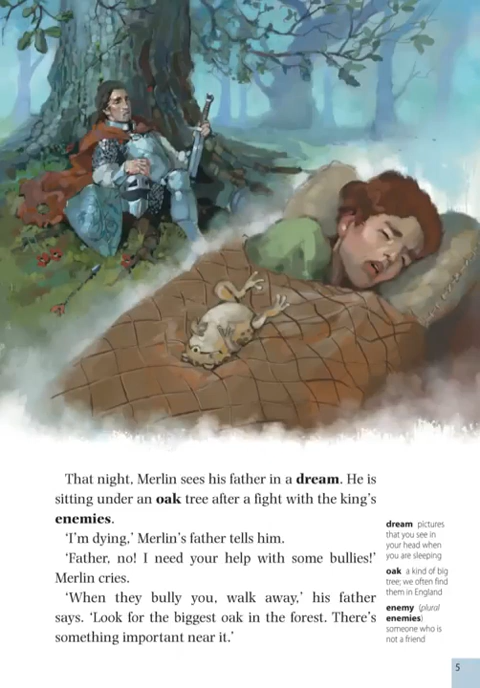 That night, Merlin sees his father in a dream. He is
sitting under an oak tree after a fight with the king's
enemies.
'I'm dying,' Merlin's father tells him.
'Father, no! I need your help with some bullies!'
Merlin cries.
'When they bully you, walk away,' his father
says. 'Look for the biggest oak in the forest. There's
something important near it.'
dream pictures
that you see in
your head when
you are sleeping
oak a kind of big
tree; we often find
them in England
enemy (plural
enemies)
someone who is
not a friend
5